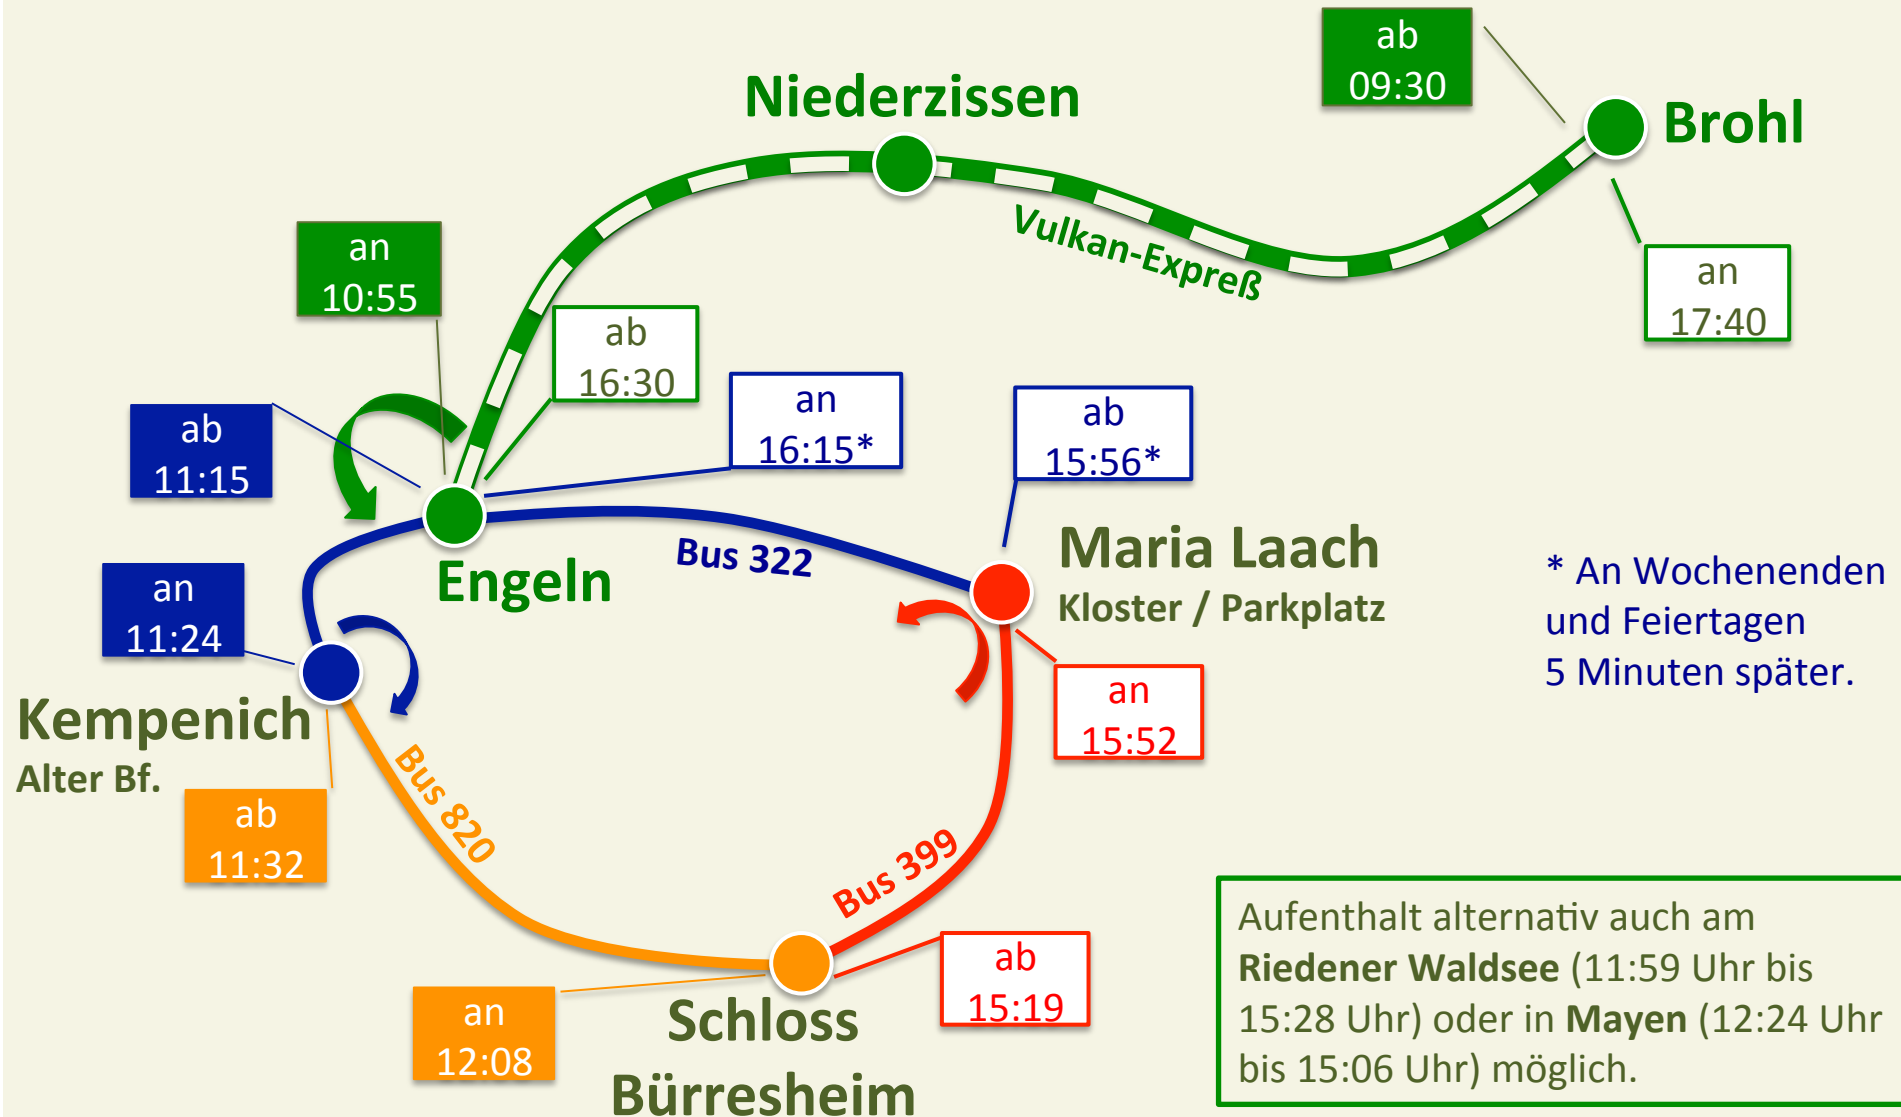 ab
09:30
Niederzissen
Brohl
Vulkan-Expreß
an
10:55
an
17:40
ab
16:30
an
16:15*
ab
15:56*
ab
11:15
Bus 322
Maria Laach
Kloster / Parkplatz
Engeln
* An Wochenenden
und Feiertagen
5 Minuten später.
an
11:24
an
15:52
Kempenich
Alter Bf.
Bus 820
ab
11:32
Bus 399
ab
15:19
an
12:08
Schloss
Bürresheim
Aufenthalt alternativ auch am
Riedener Waldsee (11:59 Uhr bis
15:28 Uhr) oder in Mayen (12:24 Uhr
bis 15:06 Uhr) möglich.